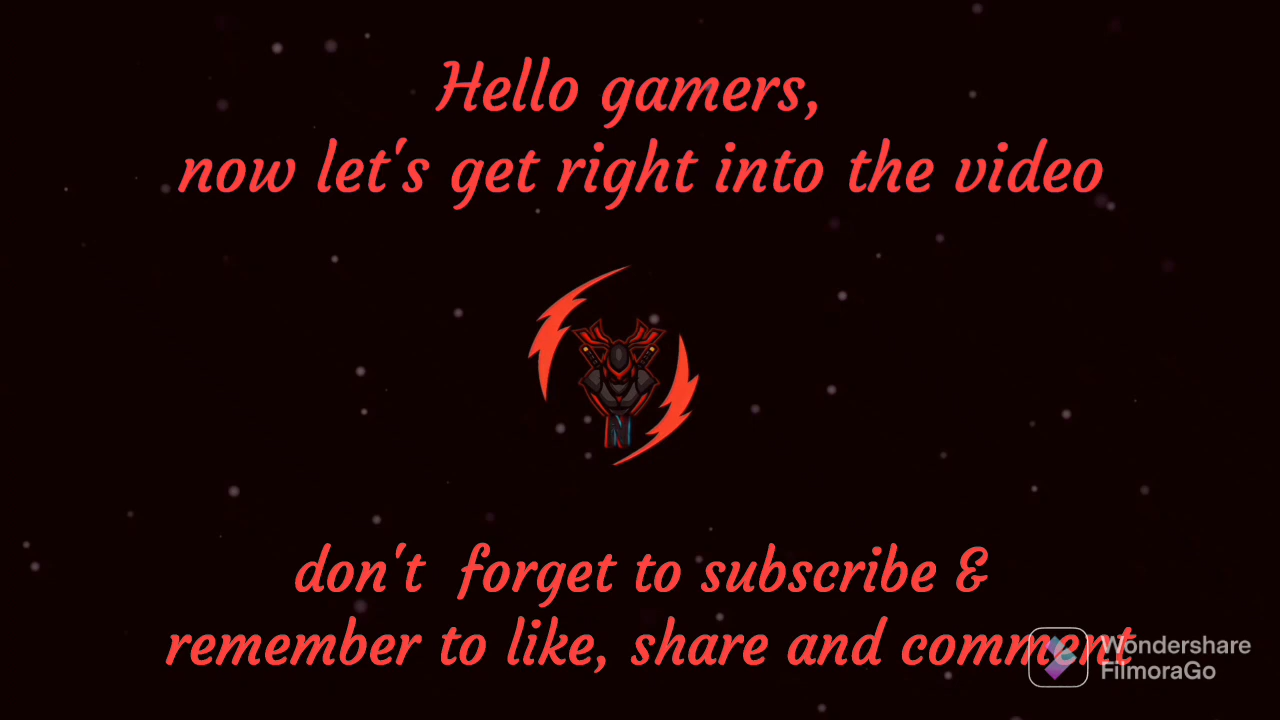 Hello gamers,
now let's get right into the video
don't forget to subscribe &
remember to like, share and comment
Wondershare
FilmoraGo